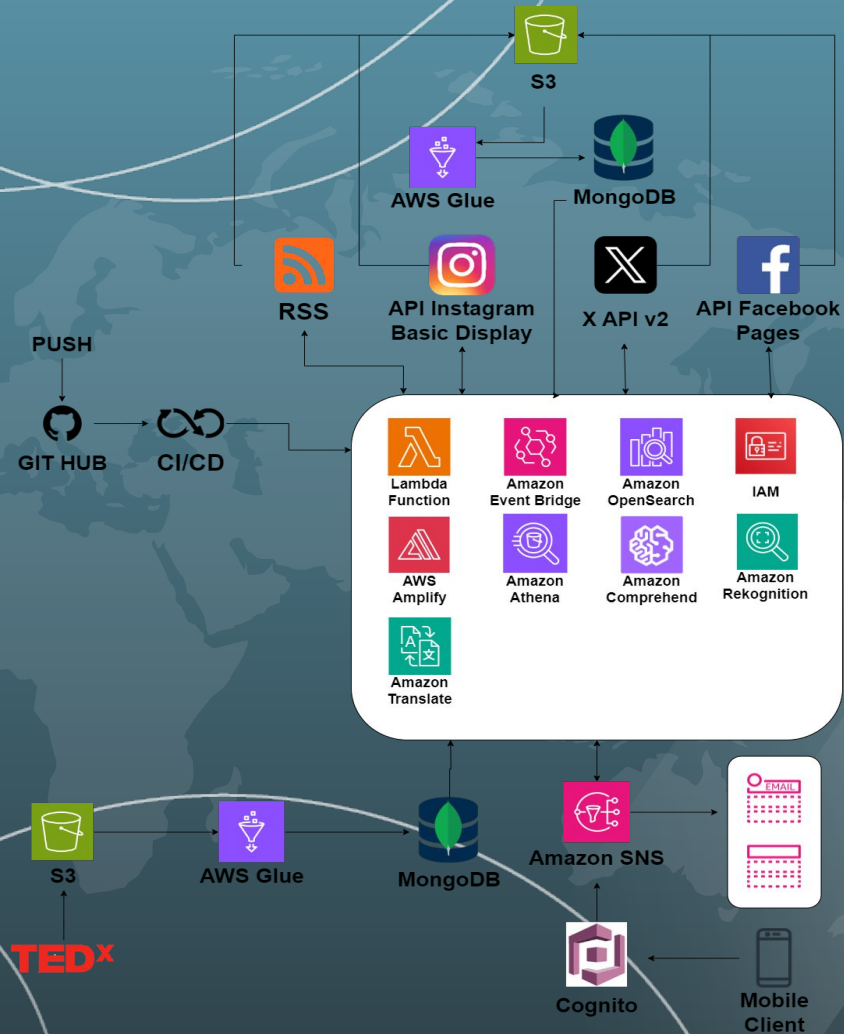 S3
AWS Glue
MongoDB
RSS
API Instagram
Basic Display
X API v2
API Facebook
Pages
PUSH
GIT HUB
CI/CD
Lambda
Function
Amazon
Event Bridge
Amazon
OpenSearch
IAM
AWS
Amplify
Amazon
Athena
Amazon
Comprehend
Amazon
Rekognition
A
文
Amazon
Translate
EMAIL
S3
AWS Glue
MongoDB
Amazon SNS
TEDx
Cognito
Mobile
Client